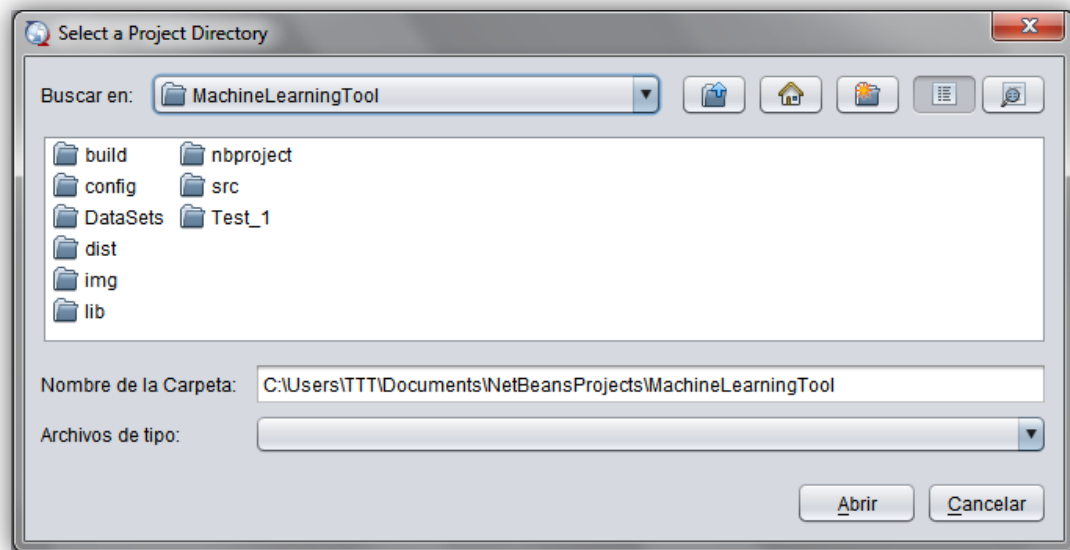 Select a Project Directory
Buscar en: MachineLearningTool
build nbproject
config src
DataSets Test_1
dist
img
lib
Nombre de la Carpeta: C:\Users\TTT\Documents\NetBeansProjects\MachineLearningTool
Archivos de tipo:
Abrir Cancelar